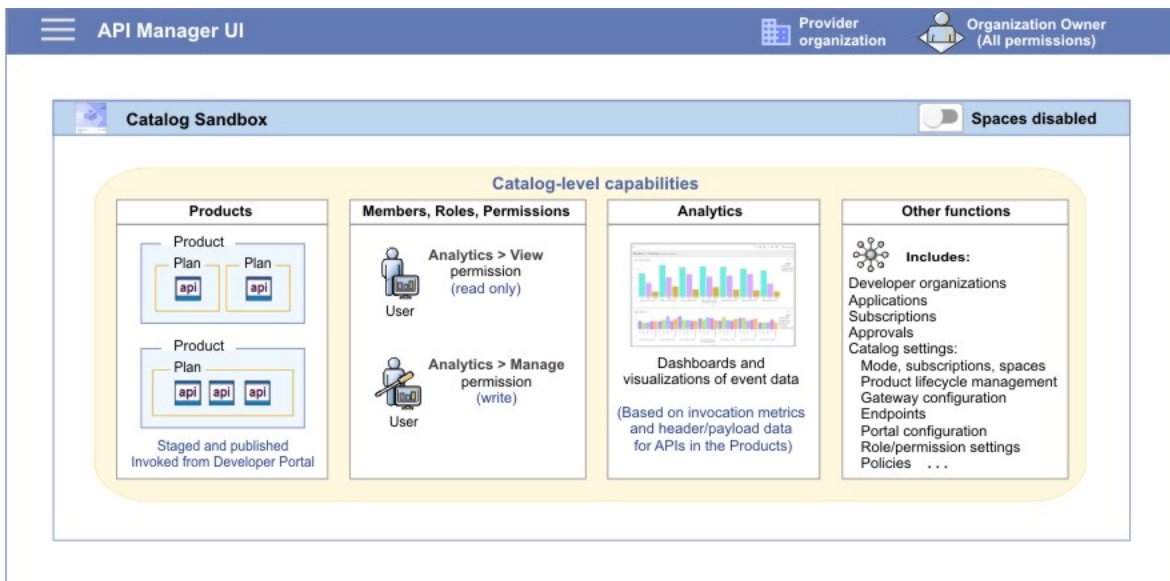 API Manager UI
Provider
organization
Organization Owner
(All permissions)
Catalog Sandbox
Spaces disabled
Catalog-level capabilities
Products
Product
Plan
Plan
api
api
Product
Plan
api
api
api
Staged and published
Invoked from Developer Portal
Members, Roles, Permissions
Analytics > View
permission
(read only)
User
Analytics > Manage
permission
(write)
User
Analytics
Dashboards and
visualizations of event data
(Based on invocation metrics
and header/payload data
for APIs in the Products)
Other functions
Includes:
Developer organizations
Applications
Subscriptions
Approvals
Catalog settings:
Mode, subscriptions, spaces
Product lifecycle management
Gateway configuration
Endpoints
Portal configuration
Role/permission settings
Policies . . .